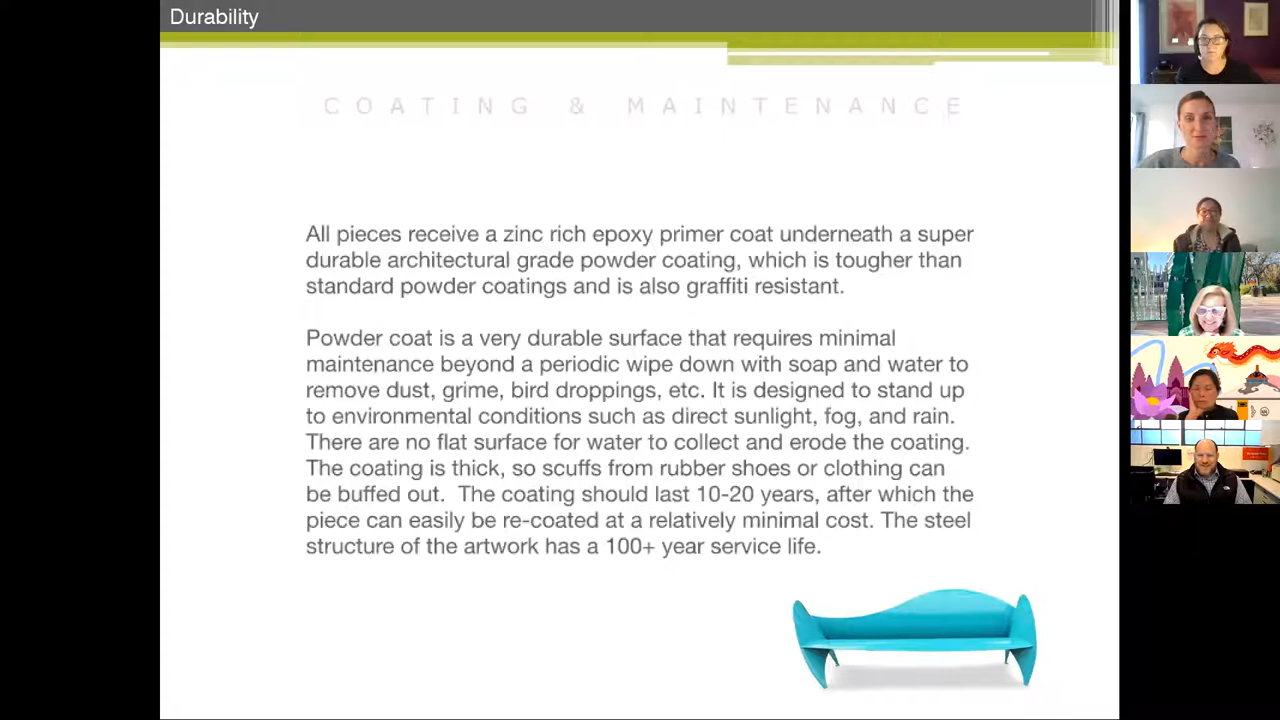 Durability
COATING & MAINTENANCE
All pieces receive a zinc rich epoxy primer coat underneath a super
durable architectural grade powder coating, which is tougher than
standard powder coatings and is also graffiti resistant.
Powder coat is a very durable surface that requires minimal
maintenance beyond a periodic wipe down with soap and water to
remove dust, grime, bird droppings, etc. It is designed to stand up
to environmental conditions such as direct sunlight, fog, and rain.
There are no flat surface for water to collect and erode the coating.
The coating is thick, so scuffs from rubber shoes or clothing can
be buffed out.  The coating should last 10-20 years, after which the
piece can easily be re-coated at a relatively minimal cost. The steel
structure of the artwork has a 100+ year service life.